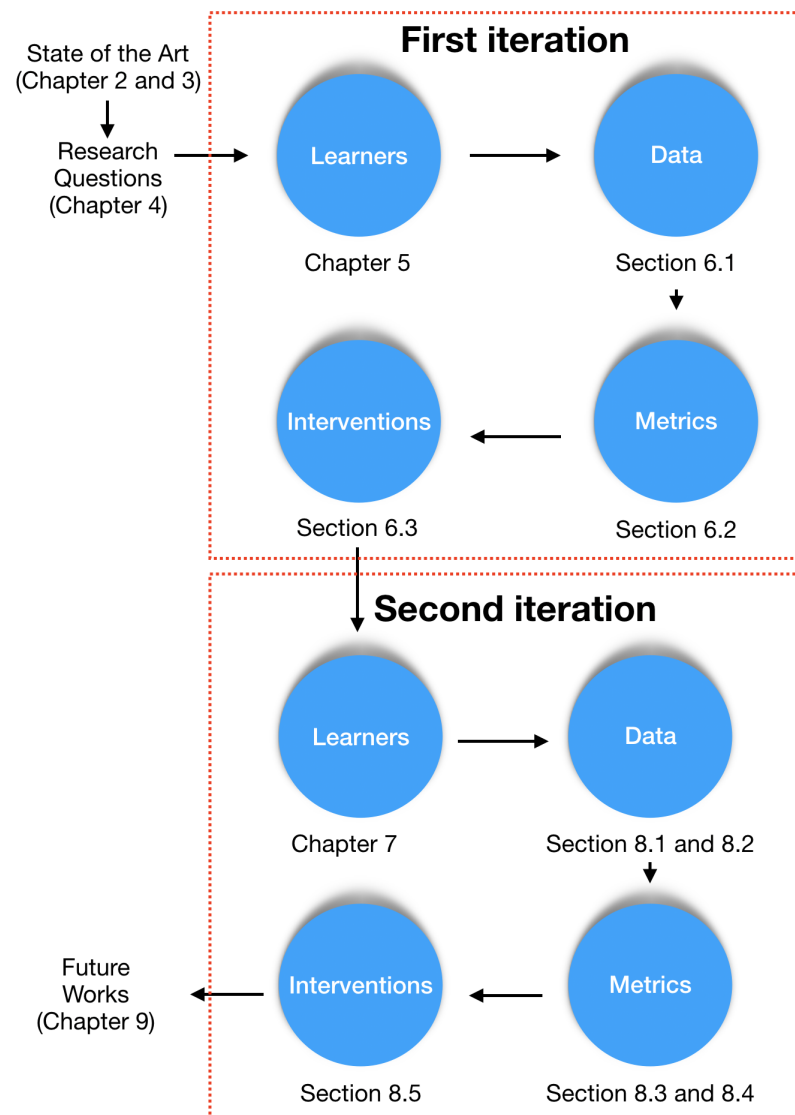 First iteration
State of the Art
(Chapter 2 and 3)
Research
Questions
(Chapter 4)
Learners
Data
Chapter 5
Section 6.1
Interventions
Metrics
Section 6.3
Section 6.2
Second iteration
Learners
Data
Chapter 7
Section 8.1 and 8.2
Future
Works
(Chapter 9)
Interventions
Metrics
Section 8.5
Section 8.3 and 8.4